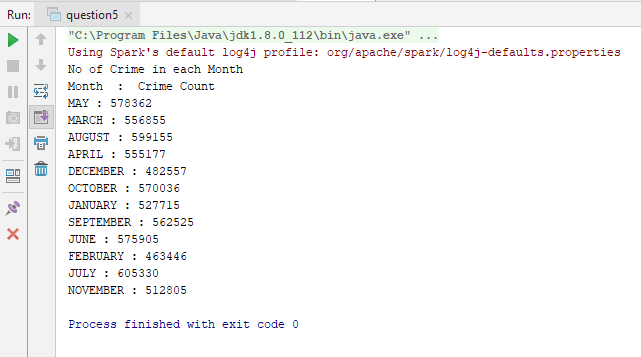 Run: question5
"C:\Program Files\Java\jdk1.8.0_112\bin\java.exe" ...
Using Spark's default log4j profile: org/apache/spark/log4j-defaults.properties
No of Crime in each Month
Month  :  Crime Count
MAY : 578362
MARCH : 556855
AUGUST : 599155
APRIL : 555177
DECEMBER : 482557
OCTOBER : 570036
JANUARY : 527715
SEPTEMBER : 562525
JUNE : 575905
FEBRUARY : 463446
JULY : 605330
NOVEMBER : 512805
Process finished with exit code 0